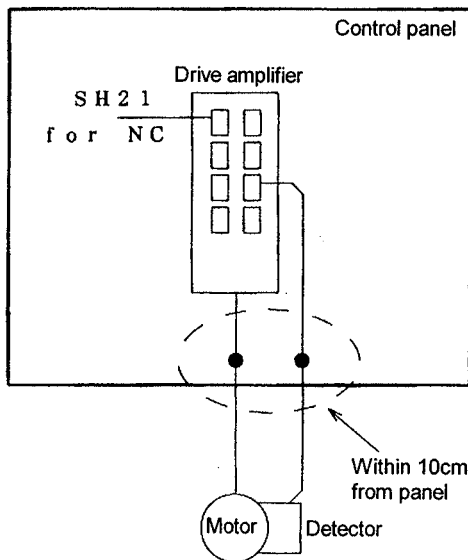 Control panel
Drive amplifier
SH21
for NC
Within 10cm
from panel
Motor
Detector